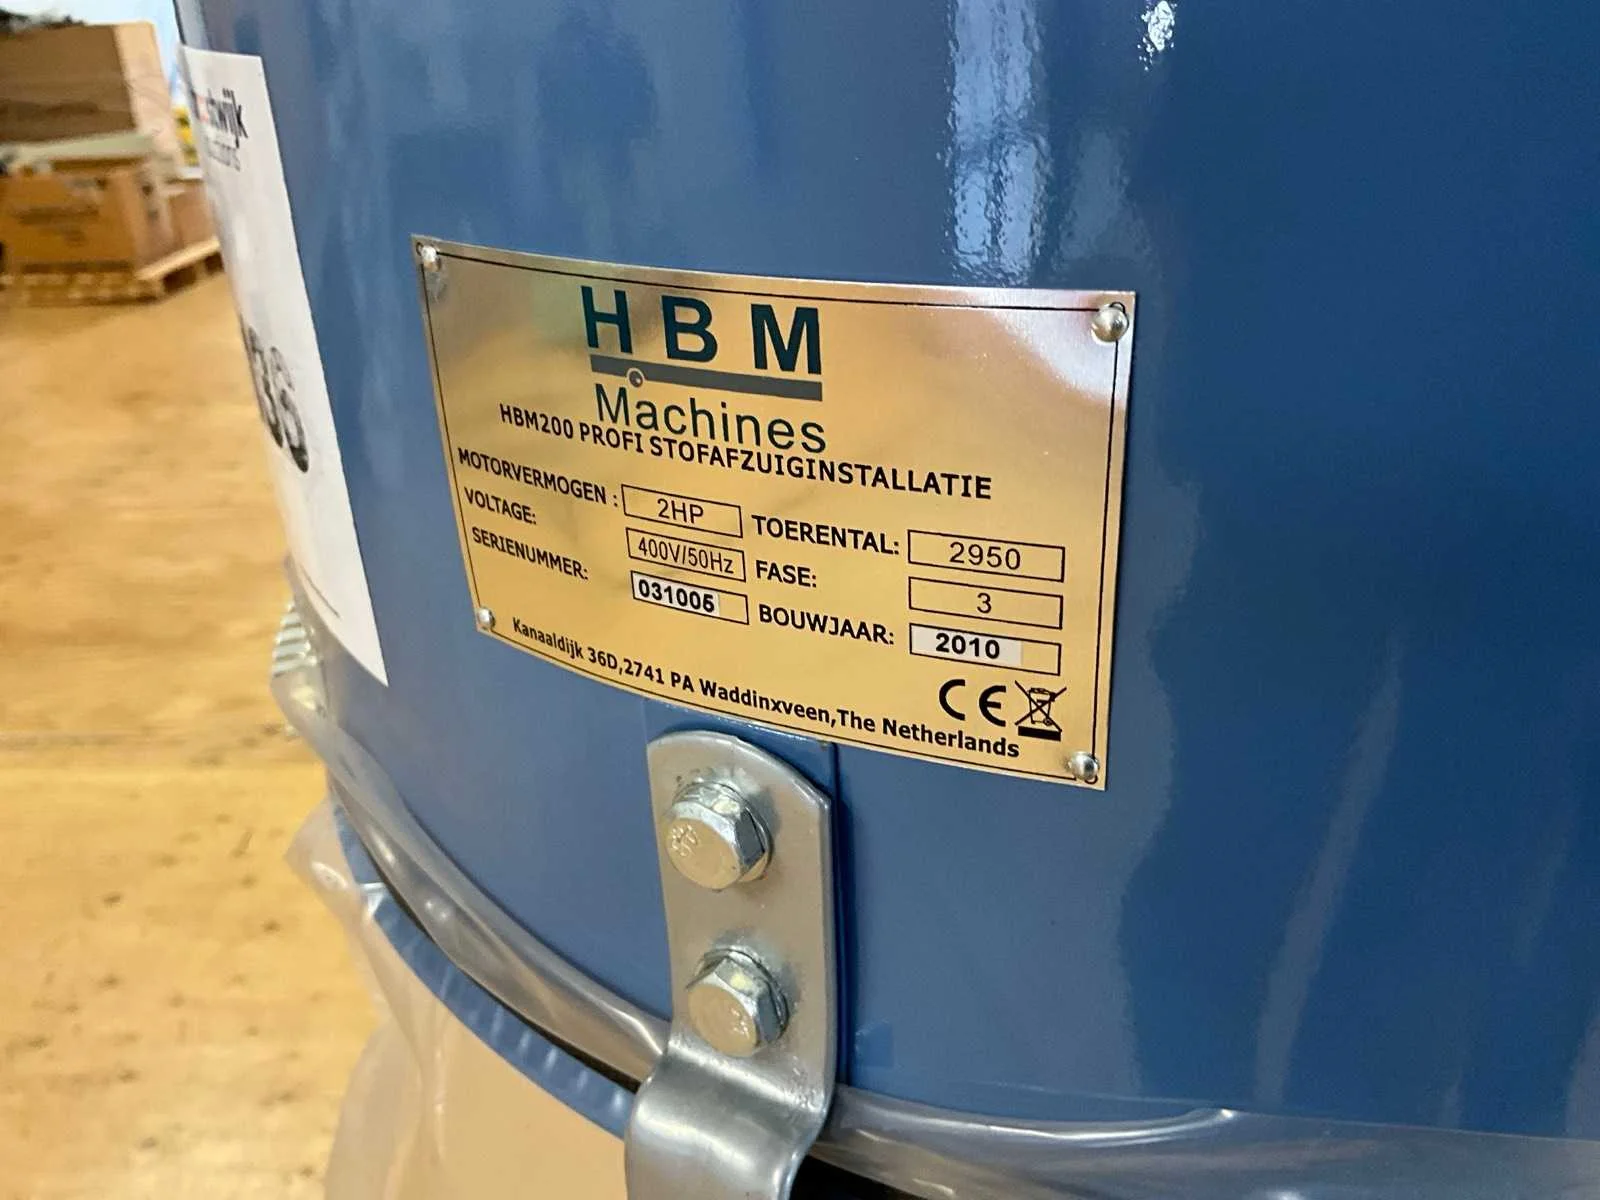 HBM
Machines
HBM200 PROFI STOFAFZUIGINSTALLATIE
MOTORVERMOGEN : 2HP TOERENTAL: 2950
VOLTAGE: 400V/50Hz FASE: 3
SERIENUMMER: 031005 BOUWJAAR: 2010
Kanaaldijk 36D,2741 PA Waddinxveen,The Netherlands
CE